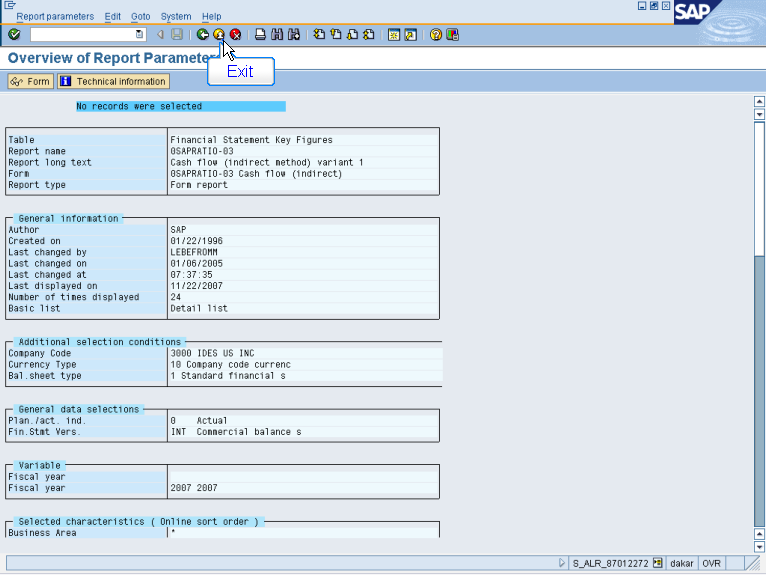 Report parameters Edit Goto System Help
SAP
Overview of Report Paramete
Exit
Form Technical information
No records were selected
Table Financial Statement Key Figures
Report name 0SAPRATIO-03
Report long text Cash flow (indirect method) variant 1
Form 0SAPRATIO-03 Cash flow (indirect)
Report type Form report
General information
Author SAP
Created on 01/22/1996
Last changed by LEBEFROMM
Last changed on 01/06/2005
Last changed at 07:37:35
Last displayed on 11/22/2007
Number of times displayed 24
Basic list Detail list
Additional selection conditions
Company Code 3000 IDES US INC
Currency Type 10 Company code currenc
Bal.sheet type 1 Standard financial s
General data selections
Plan./act. ind. 0 Actual
Fin.Stmt Vers. INT Commercial balance s
Variable
Fiscal year
Fiscal year 2007 2007
Selected characteristics ( Online sort order )
Business Area *
S_ALR_87012272 dakar OVR